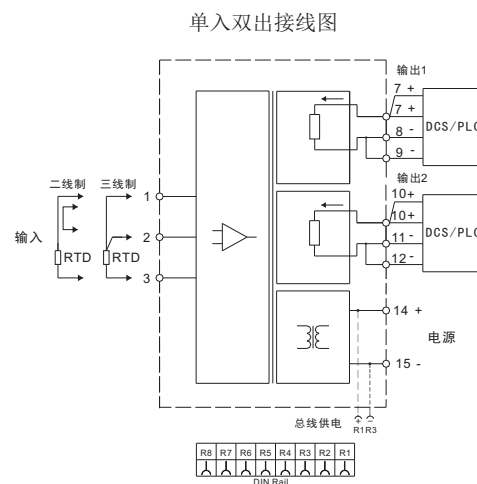 单入双出接线图
输出1
7 +
7 +
8 -
9 -
DCS/PLC
输出2
10+
10+
11 -
12 -
DCS/PLC
二线制 三线制
1
2
3
输入
RTD RTD
14 +
电源
15 -
总线供电
+ −
R1 R3
R8 R7 R6 R5 R4 R3 R2 R1
DIN Rail